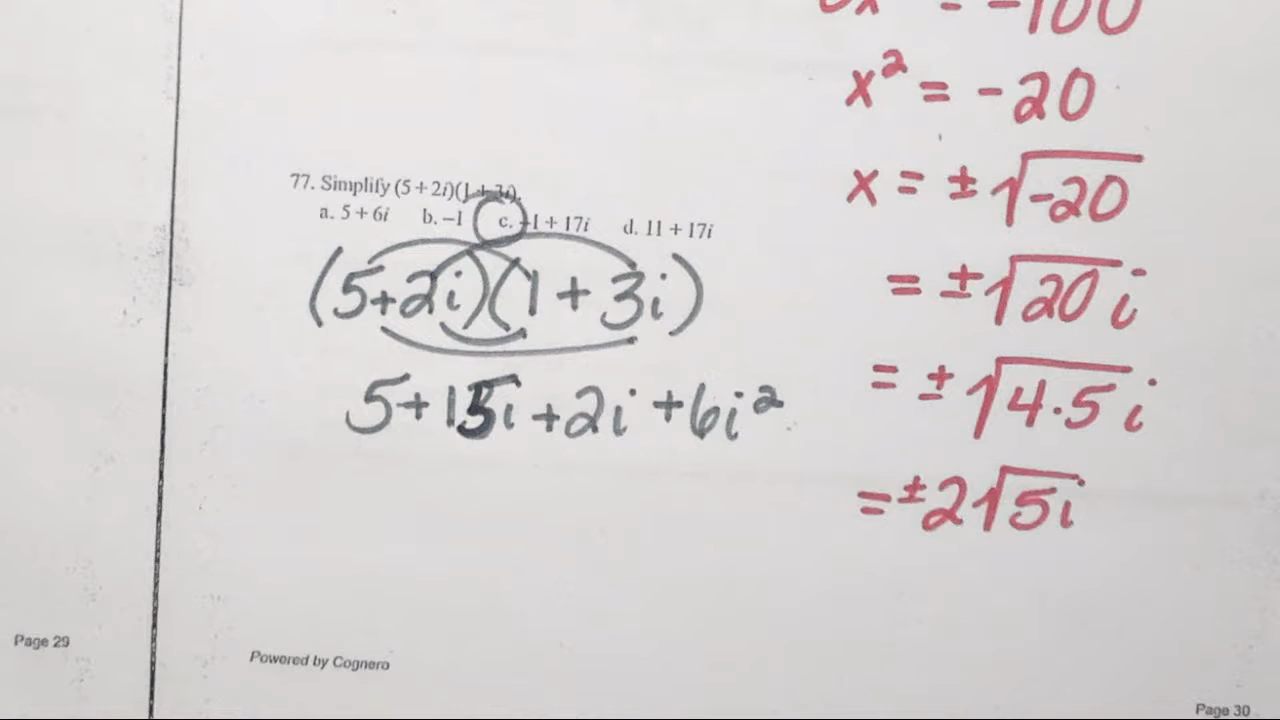 77. Simplify (5 + 2i)(1 + 3i).
a. 5 + 6i b. –1 c. –1 + 17i d. 11 + 17i
(5+2i)(1 + 3i)
5+15i+2i+6i²
= -100
x² = -20
x = ±√-20
= ±√20 i
= ±√4·5 i
= ±2√5i
Page 29
Powered by Cognero
Page 30